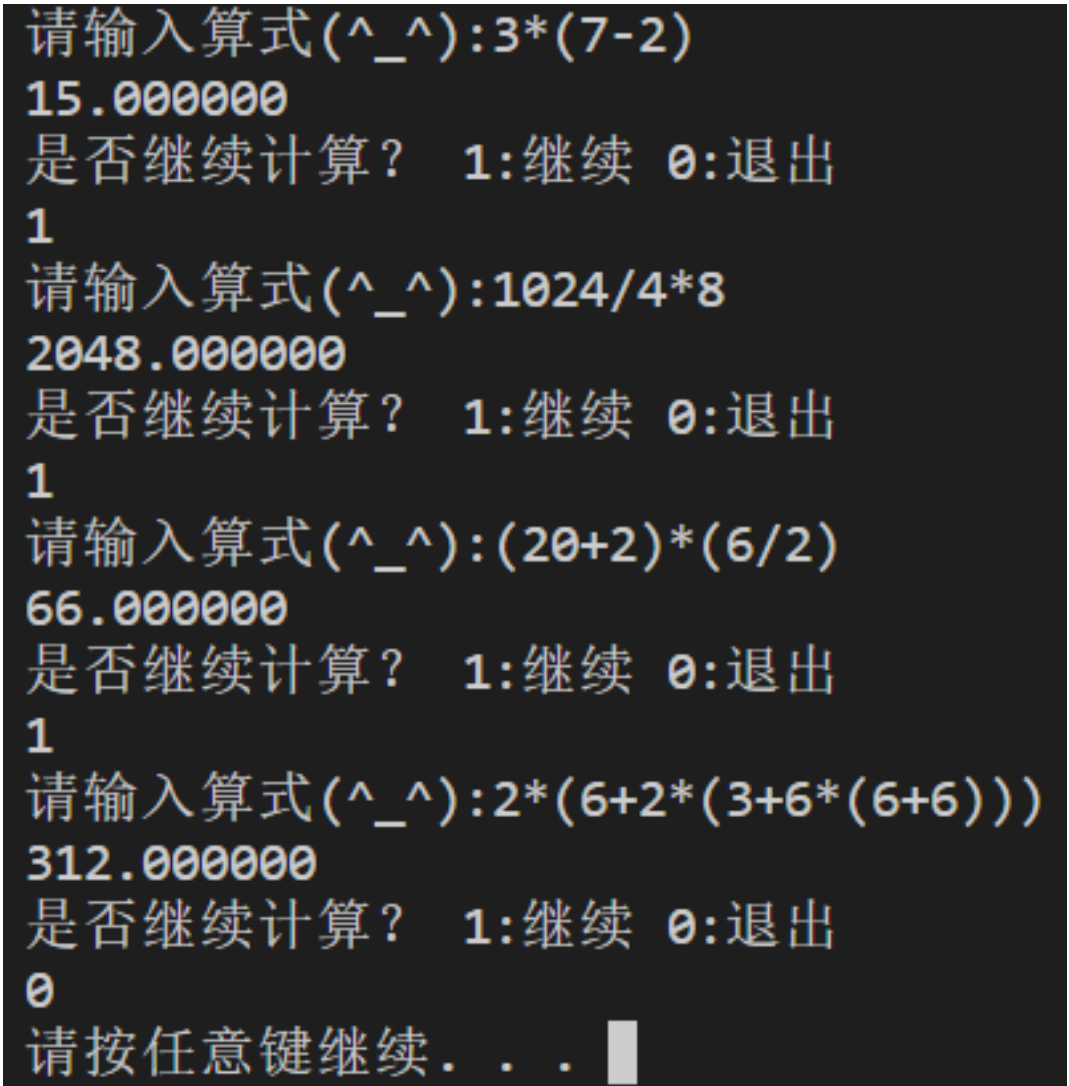 请输入算式(^_^):3*(7-2)
15.000000
是否继续计算? 1:继续 0:退出
1
请输入算式(^_^):1024/4*8
2048.000000
是否继续计算? 1:继续 0:退出
1
请输入算式(^_^):(20+2)*(6/2)
66.000000
是否继续计算? 1:继续 0:退出
1
请输入算式(^_^):2*(6+2*(3+6*(6+6)))
312.000000
是否继续计算? 1:继续 0:退出
0
请按任意键继续. . .